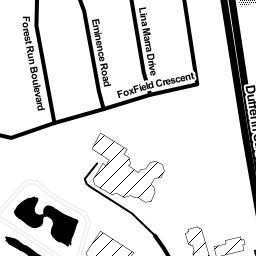 Forest Run Boulevard
Eminence Road
Lina Marra Drive
FoxField Crescent
Dufferin